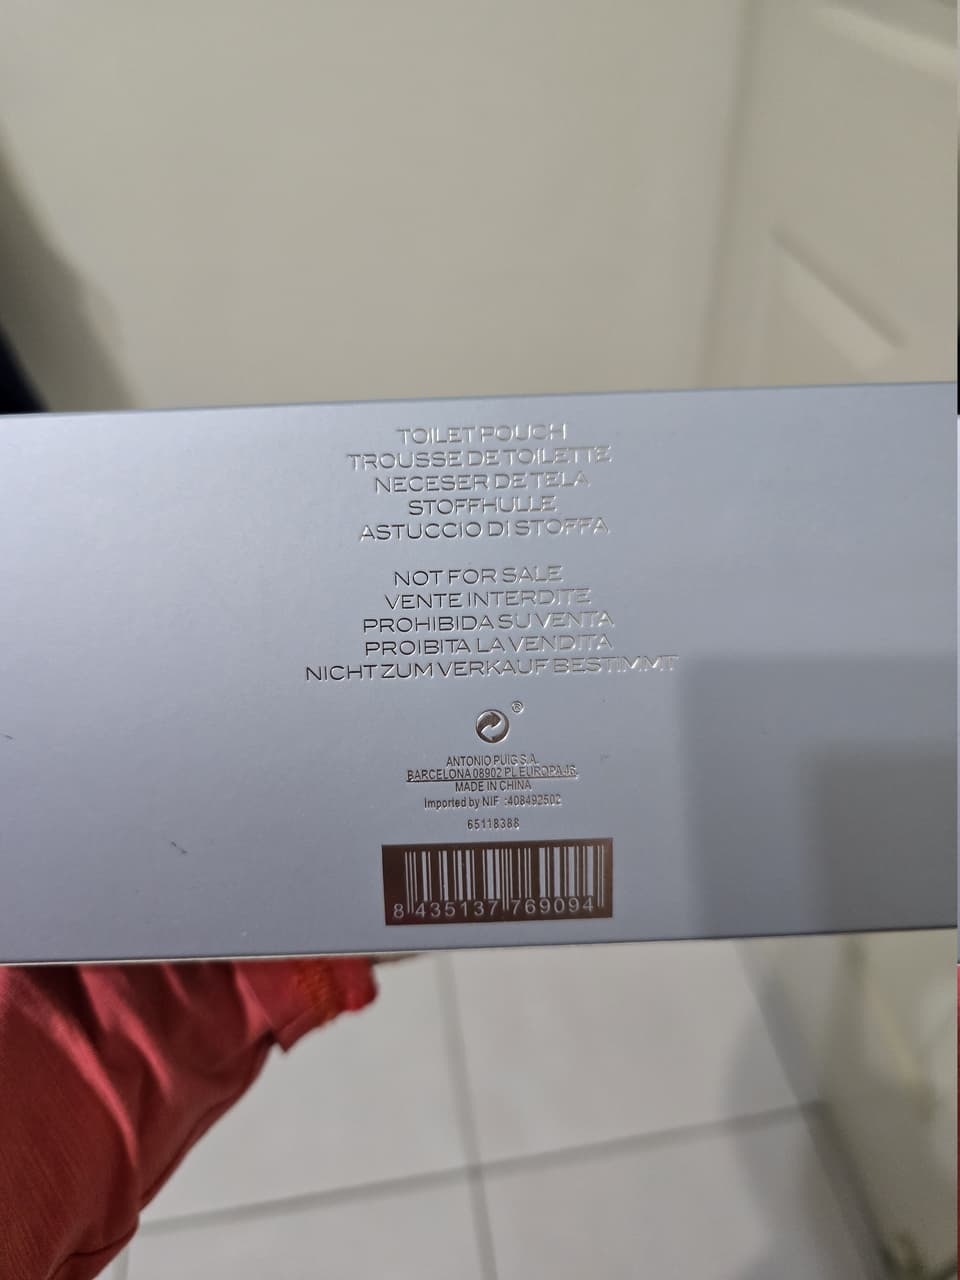 TOILET POUCH
TROUSSE DE TOILETTE
NECESER DE TELA
STOFFHULLE
ASTUCCIO DI STOFFA
NOT FOR SALE
VENTE INTERDITE
PROHIBIDA SU VENTA
PROIBITA LA VENDITA
NICHT ZUM VERKAUF BESTIMMT
®
ANTONIO PUIG S.A.
BARCELONA 08902 PL EUROPA 46.
MADE IN CHINA
Imported by NIF :408492502
65118388
8 435137 769094